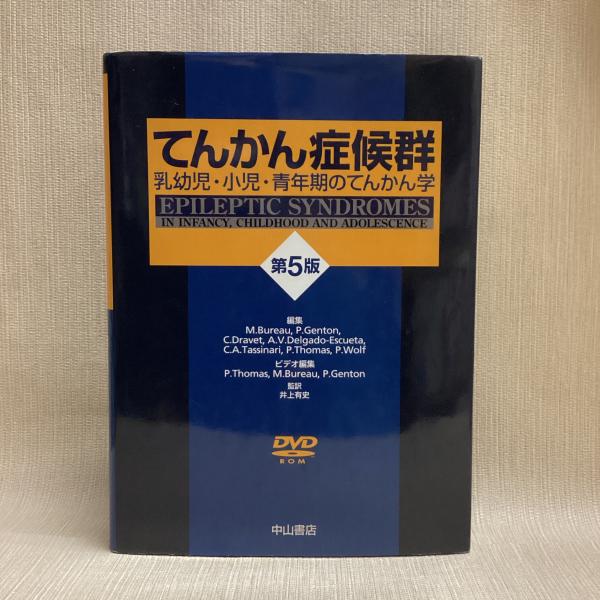 てんかん症候群
乳幼児・小児・青年期のてんかん学
EPILEPTIC SYNDROMES
IN INFANCY, CHILDHOOD AND ADOLESCENCE
第5版
編集
M.Bureau, P.Genton,
C.Dravet, A.V.Delgado-Escueta,
C.A.Tassinari, P.Thomas, P.Wolf
ビデオ編集
P.Thomas, M.Bureau, P.Genton
監訳
井上有史
DVD
ROM
中山書店